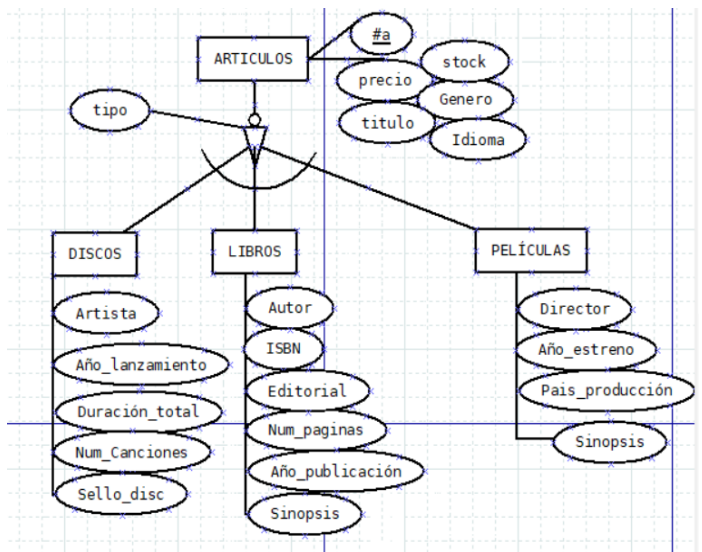 #a
ARTICULOS
stock
precio
Genero
tipo
titulo
Idioma
DISCOS
LIBROS
PELÍCULAS
Artista
Año_lanzamiento
Duración_total
Num_Canciones
Sello_disc
Autor
ISBN
Editorial
Num_paginas
Año_publicación
Sinopsis
Director
Año_estreno
Pais_producción
Sinopsis